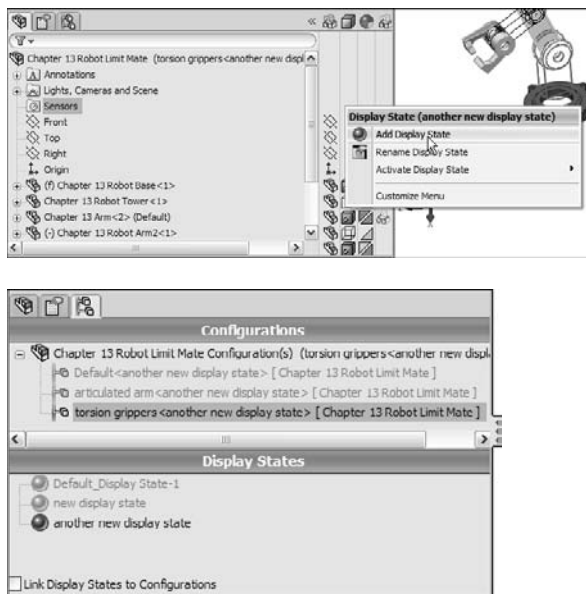 Chapter 13 Robot Limit Mate (torsion grippers<another new displ
Annotations
Lights, Cameras and Scene
Sensors
Front
Top
Right
Origin
(f) Chapter 13 Robot Base<1>
Chapter 13 Robot Tower<1>
Chapter 13 Arm<2> (Default)
(-) Chapter 13 Robot Arm2<1>
Display State (another new display state)
Add Display State
Rename Display State
Activate Display State
Customize Menu
Configurations
Chapter 13 Robot Limit Mate Configuration(s) (torsion grippers<another new displ
Default<another new display state> [ Chapter 13 Robot Limit Mate ]
articulated arm<another new display state> [ Chapter 13 Robot Limit Mate ]
torsion grippers<another new display state> [ Chapter 13 Robot Limit Mate ]
Display States
Default_Display State-1
new display state
another new display state
Link Display States to Configurations